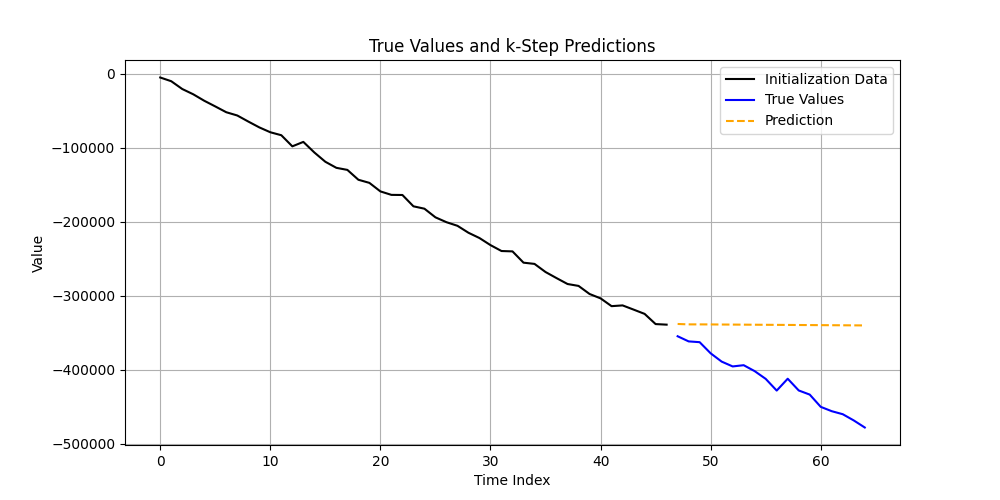 True Values and k-Step Predictions
Initialization Data
True Values
Prediction
0
−100000
−200000
−300000
−400000
−500000
Value
0 10 20 30 40 50 60
Time Index